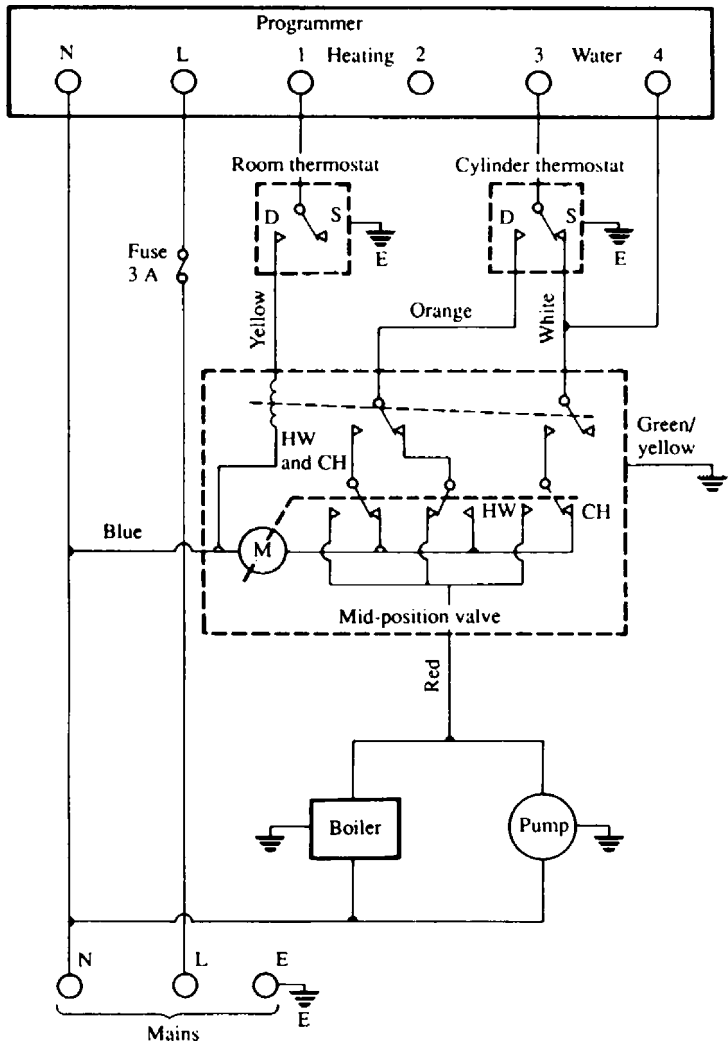 Programmer
N L 1 Heating 2 3 Water 4
Room thermostat
Cylinder thermostat
D S
D S
E
E
Fuse
3 A
Yellow
Orange
White
HW
and CH
Green/
yellow
Blue
M
HW
CH
Mid-position valve
Red
Boiler
Pump
N L E
E
Mains